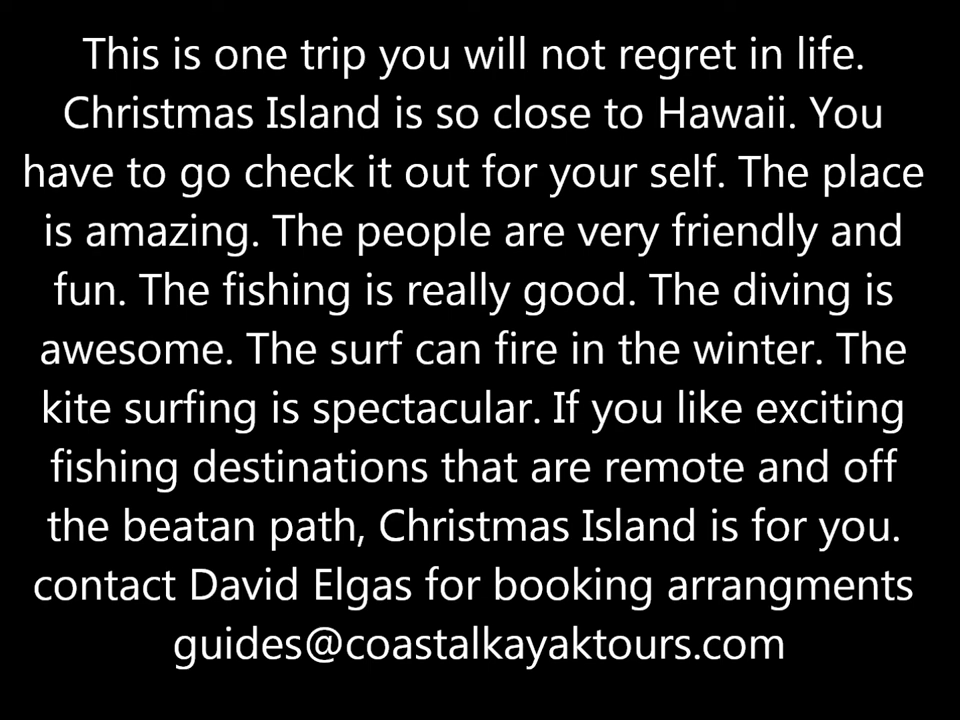 This is one trip you will not regret in life.
Christmas Island is so close to Hawaii. You
have to go check it out for your self. The place
is amazing. The people are very friendly and
fun. The fishing is really good. The diving is
awesome. The surf can fire in the winter. The
kite surfing is spectacular. If you like exciting
fishing destinations that are remote and off
the beatan path, Christmas Island is for you.
contact David Elgas for booking arrangments
guides@coastalkayaktours.com